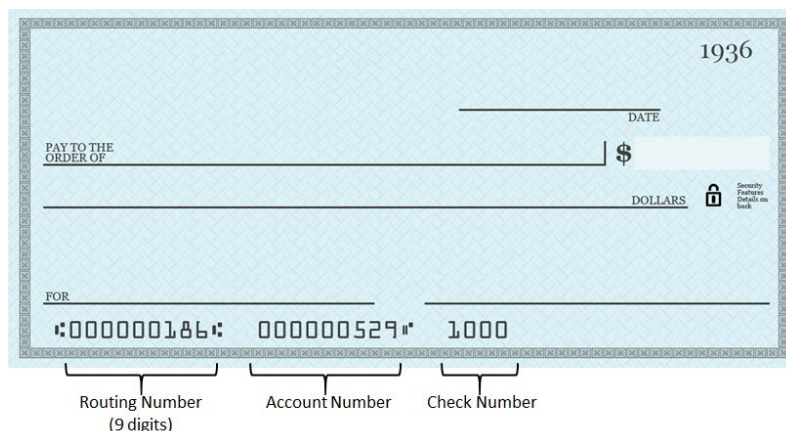 1936
DATE
PAY TO THE
ORDER OF
$
DOLLARS
Security
Features
Details on
back
FOR
⑆000000186⑆ 000000529⑈ 1000
Routing Number
(9 digits)
Account Number
Check Number